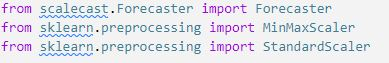 from scalecast.Forecaster import Forecaster
from sklearn.preprocessing import MinMaxScaler
from sklearn.preprocessing import StandardScaler